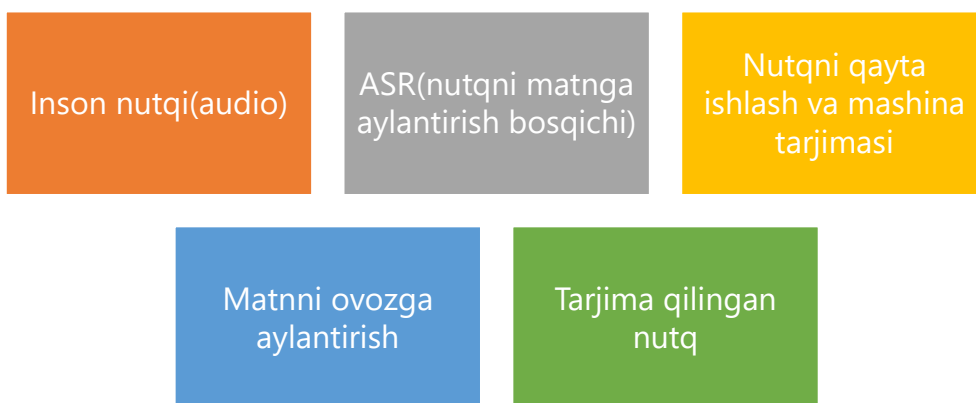 Inson nutqi(audio)
ASR(nutqni matnga
aylantirish bosqichi)
Nutqni qayta
ishlash va mashina
tarjimasi
Matnni ovozga
aylantirish
Tarjima qilingan
nutq